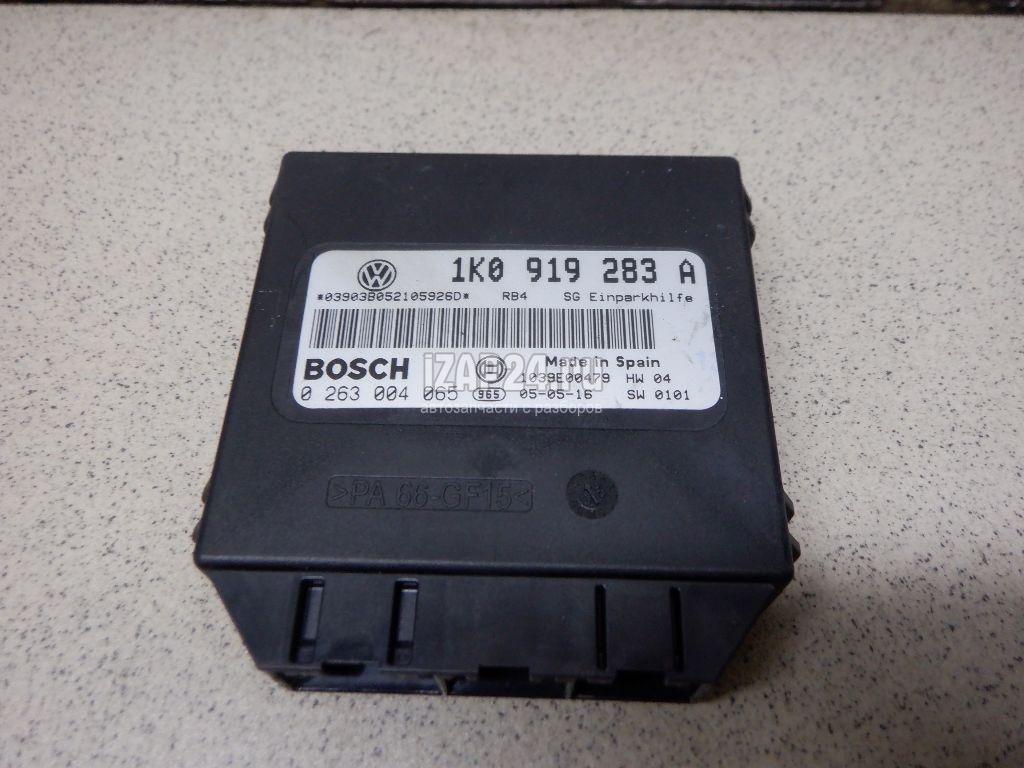 1K0 919 283 A
*03903B052105926D* RB4 SG Einparkhilfe
BOSCH
Made in Spain
1039E00479 HW 04
0 263 004 065 965 05-05-16 SW 0101
iZAP24.ru
автозапчасти с разборов
>PA 66-GF15<